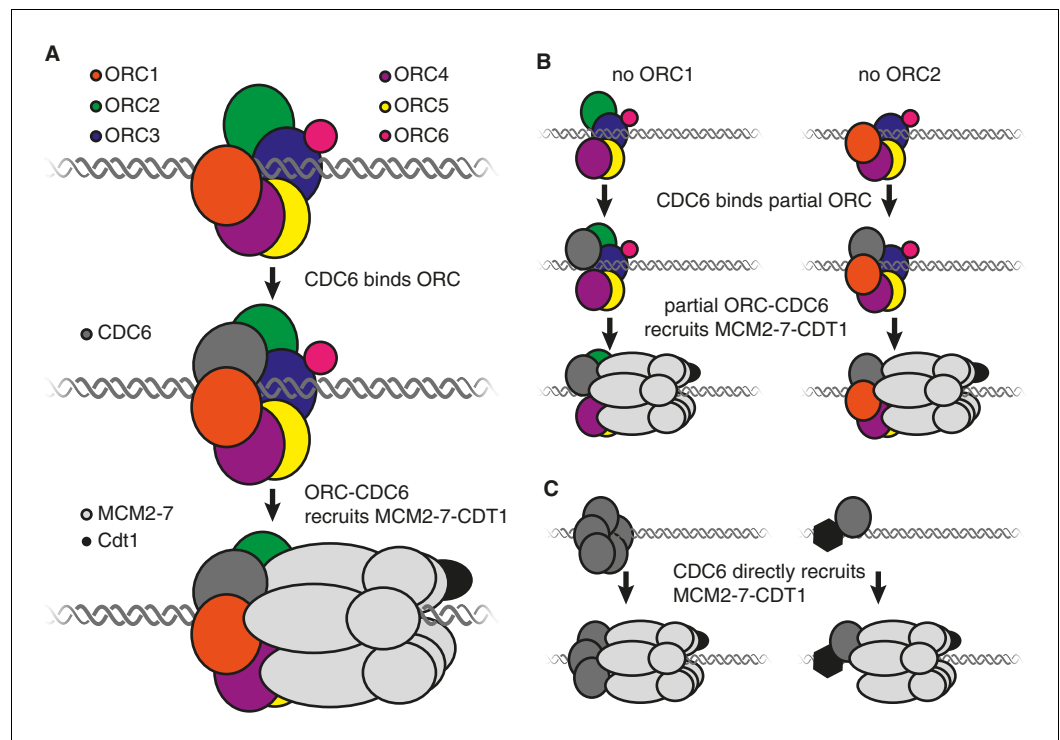 A
ORC1
ORC2
ORC3
ORC4
ORC5
ORC6
CDC6 binds ORC
CDC6
ORC-CDC6
recruits MCM2-7-CDT1
MCM2-7
Cdt1
B
no ORC1
no ORC2
CDC6 binds partial ORC
partial ORC-CDC6
recruits MCM2-7-CDT1
C
CDC6 directly recruits
MCM2-7-CDT1